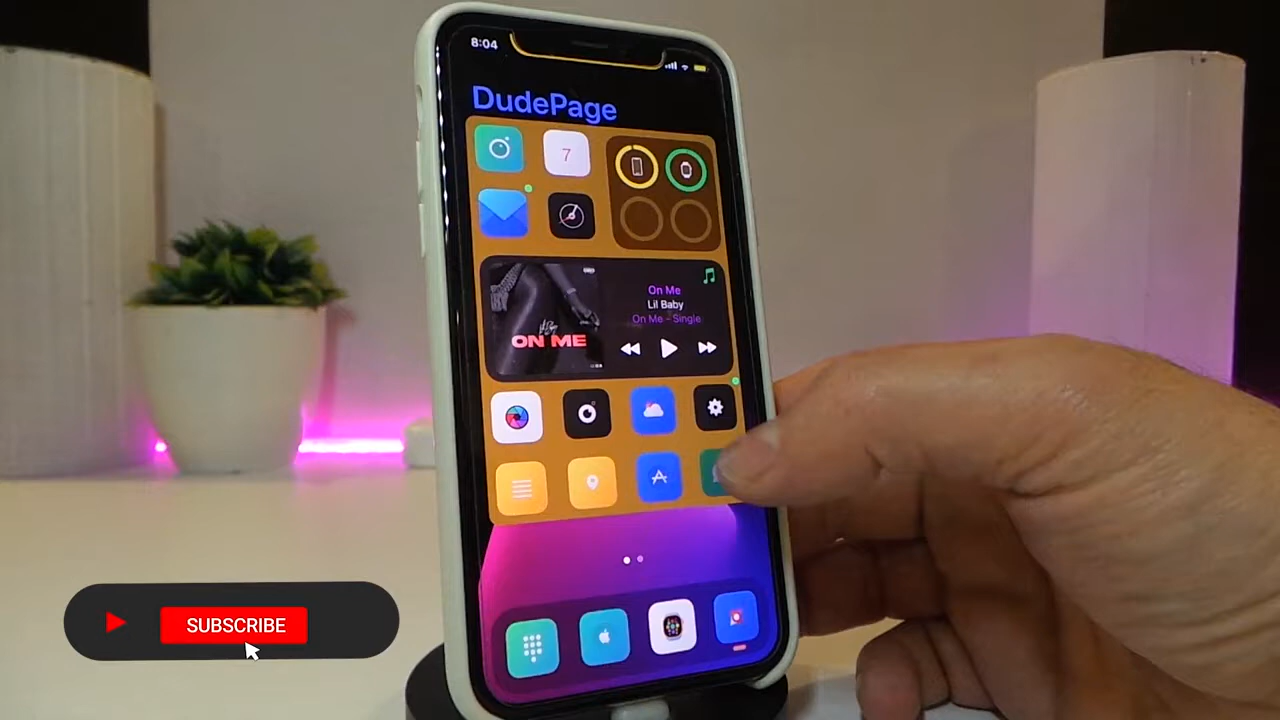 8:04
DudePage
7
On Me
Lil Baby
On Me - Single
ON ME
SUBSCRIBE